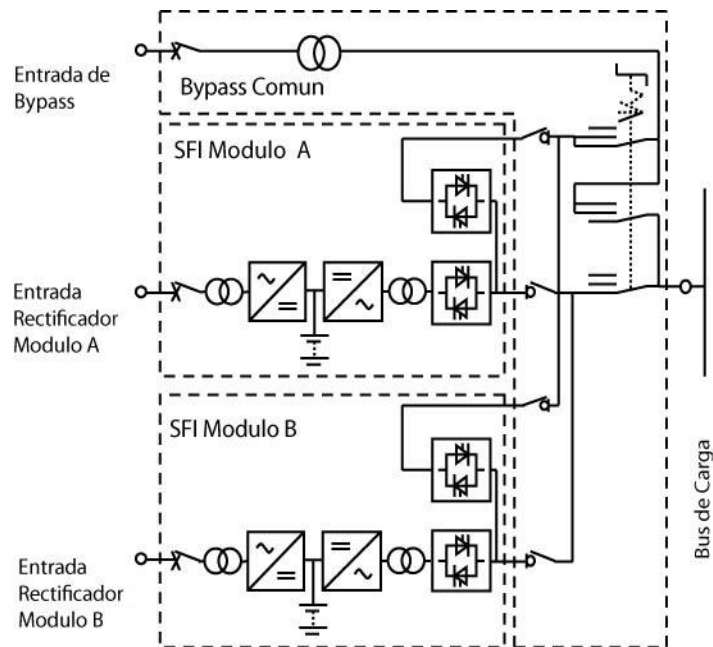 Entrada de
Bypass
Bypass Comun
SFI Modulo A
Entrada
Rectificador
Modulo A
SFI Modulo B
Entrada
Rectificador
Modulo B
Bus de Carga